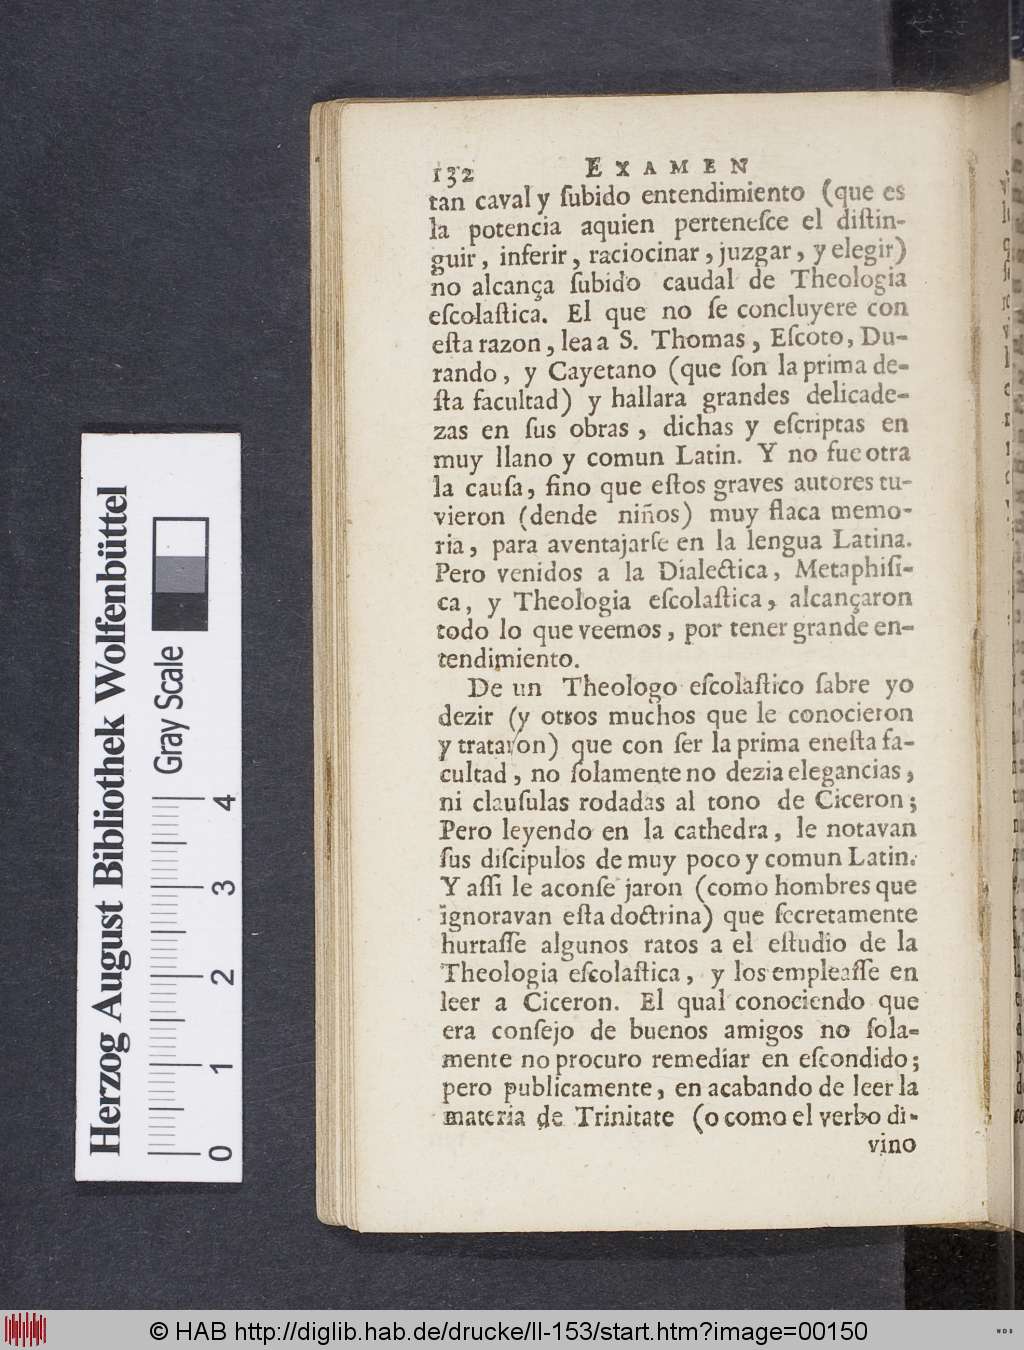 132 EXAMEN
tan caval y ſubido entendimiento (que es
la potencia aquien perteneſce el diſtin-
guir, inferir, raciocinar, juzgar, y elegir)
no alcança ſubido caudal de Theologia
eſcolaſtica. El que no ſe concluyere con
eſta razon, lea a S. Thomas, Eſcoto, Du-
rando, y Cayetano (que ſon la prima de-
ſta facultad) y hallara grandes delicade-
zas en ſus obras, dichas y eſcriptas en
muy llano y comun Latin. Y no fue otra
la cauſa, ſino que eſtos graves autores tu-
vieron (dende niños) muy flaca memo-
ria, para aventajarſe en la lengua Latina.
Pero venidos a la Dialectica, Metaphiſi-
ca, y Theologia eſcolaſtica, alcançaron
todo lo que veemos, por tener grande en-
tendimiento.
De un Theologo eſcolaſtico ſabre yo
dezir (y otros muchos que le conocieron
y trataron) que con ſer la prima eneſta fa-
cultad, no ſolamente no dezia elegancias,
ni clauſulas rodadas al tono de Ciceron;
Pero leyendo en la cathedra, le notavan
ſus diſcipulos de muy poco y comun Latin.
Y aſſi le aconſejaron (como hombres que
ignoravan eſta doctrina) que ſecretamente
hurtaſſe algunos ratos a el eſtudio de la
Theologia eſcolaſtica, y los empleaſſe en
leer a Ciceron. El qual conociendo que
era conſejo de buenos amigos no ſola-
mente no procuro remediar en eſcondido;
pero publicamente, en acabando de leer la
materia de Trinitate (o como el verbo di-
vino
Herzog August Bibliothek Wolfenbüttel
Gray Scale
0 1 2 3 4
© HAB http://diglib.hab.de/drucke/ll-153/start.htm?image=00150